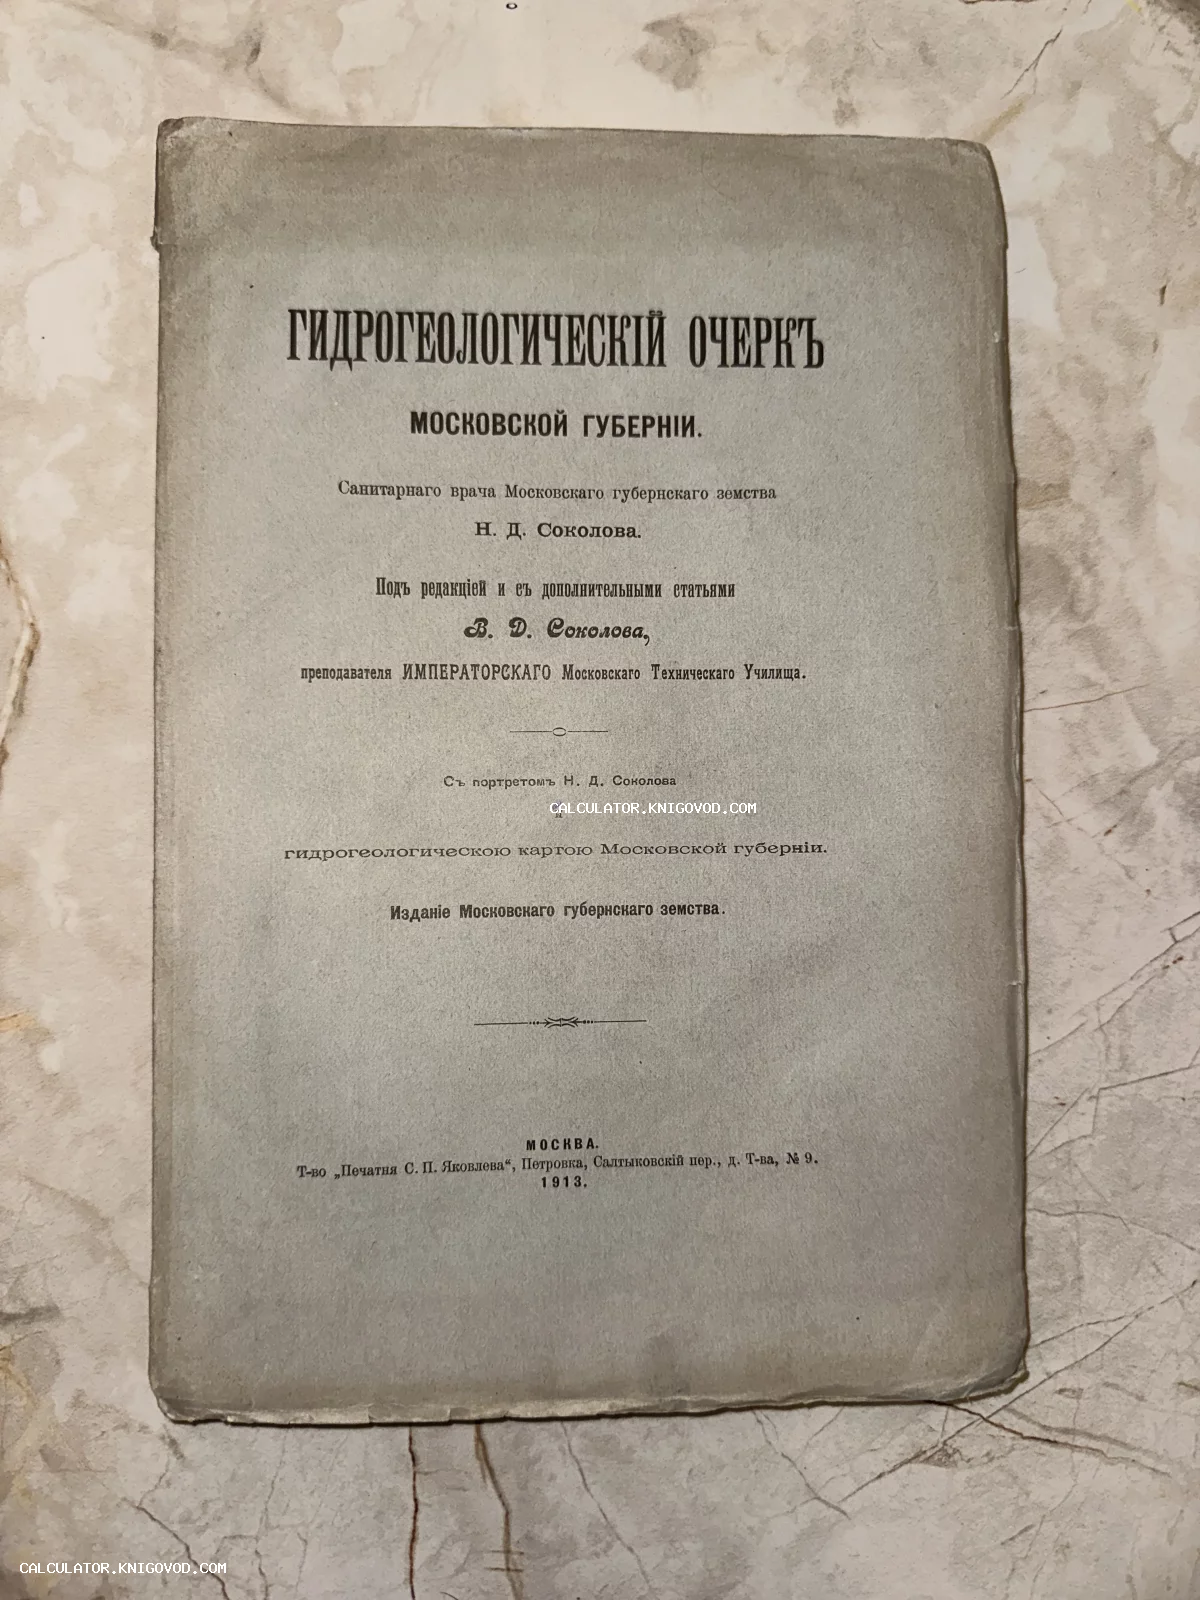 ГИДРОГЕОЛОГИЧЕСКІЙ ОЧЕРКЪ
МОСКОВСКОЙ ГУБЕРНІИ.
Санитарнаго врача Московскаго губернскаго земства
Н. Д. Соколова.
Подъ редакціей и съ дополнительными статьями
В. Д. Соколова,
преподавателя ИМПЕРАТОРСКАГО Московскаго Техническаго Училища.
Съ портретомъ Н. Д. Соколова
CALCULATOR.KNIGOVOD.COM
и
гидрогеологическою картою Московской губерніи.
Изданіе Московскаго губернскаго земства.
МОСКВА.
Т-во „Печатня С. П. Яковлева“, Петровка, Салтыковскій пер., д. Т-ва, № 9.
1913.
CALCULATOR.KNIGOVOD.COM